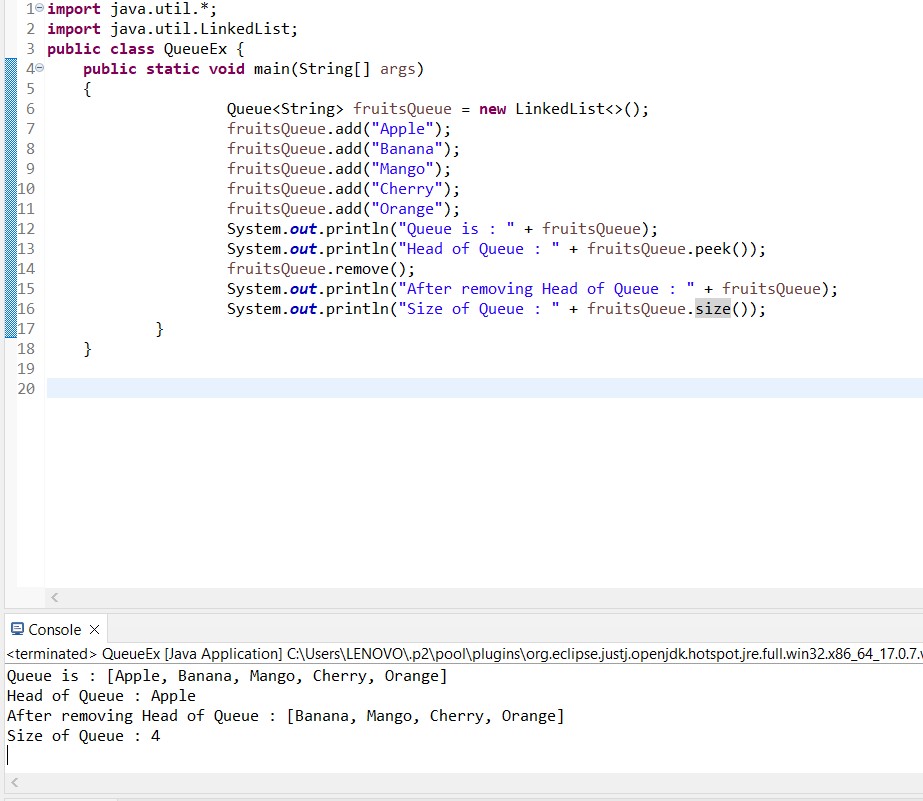 1 import java.util.*;
2 import java.util.LinkedList;
3 public class QueueEx {
4 public static void main(String[] args)
5 {
6 Queue<String> fruitsQueue = new LinkedList<>();
7 fruitsQueue.add("Apple");
8 fruitsQueue.add("Banana");
9 fruitsQueue.add("Mango");
10 fruitsQueue.add("Cherry");
11 fruitsQueue.add("Orange");
12 System.out.println("Queue is : " + fruitsQueue);
13 System.out.println("Head of Queue : " + fruitsQueue.peek());
14 fruitsQueue.remove();
15 System.out.println("After removing Head of Queue : " + fruitsQueue);
16 System.out.println("Size of Queue : " + fruitsQueue.size());
17 }
18 }
19
20
Console
<terminated> QueueEx [Java Application] C:\Users\LENOVO\.p2\pool\plugins\org.eclipse.justj.openjdk.hotspot.jre.full.win32.x86_64_17.0.7.
Queue is : [Apple, Banana, Mango, Cherry, Orange]
Head of Queue : Apple
After removing Head of Queue : [Banana, Mango, Cherry, Orange]
Size of Queue : 4